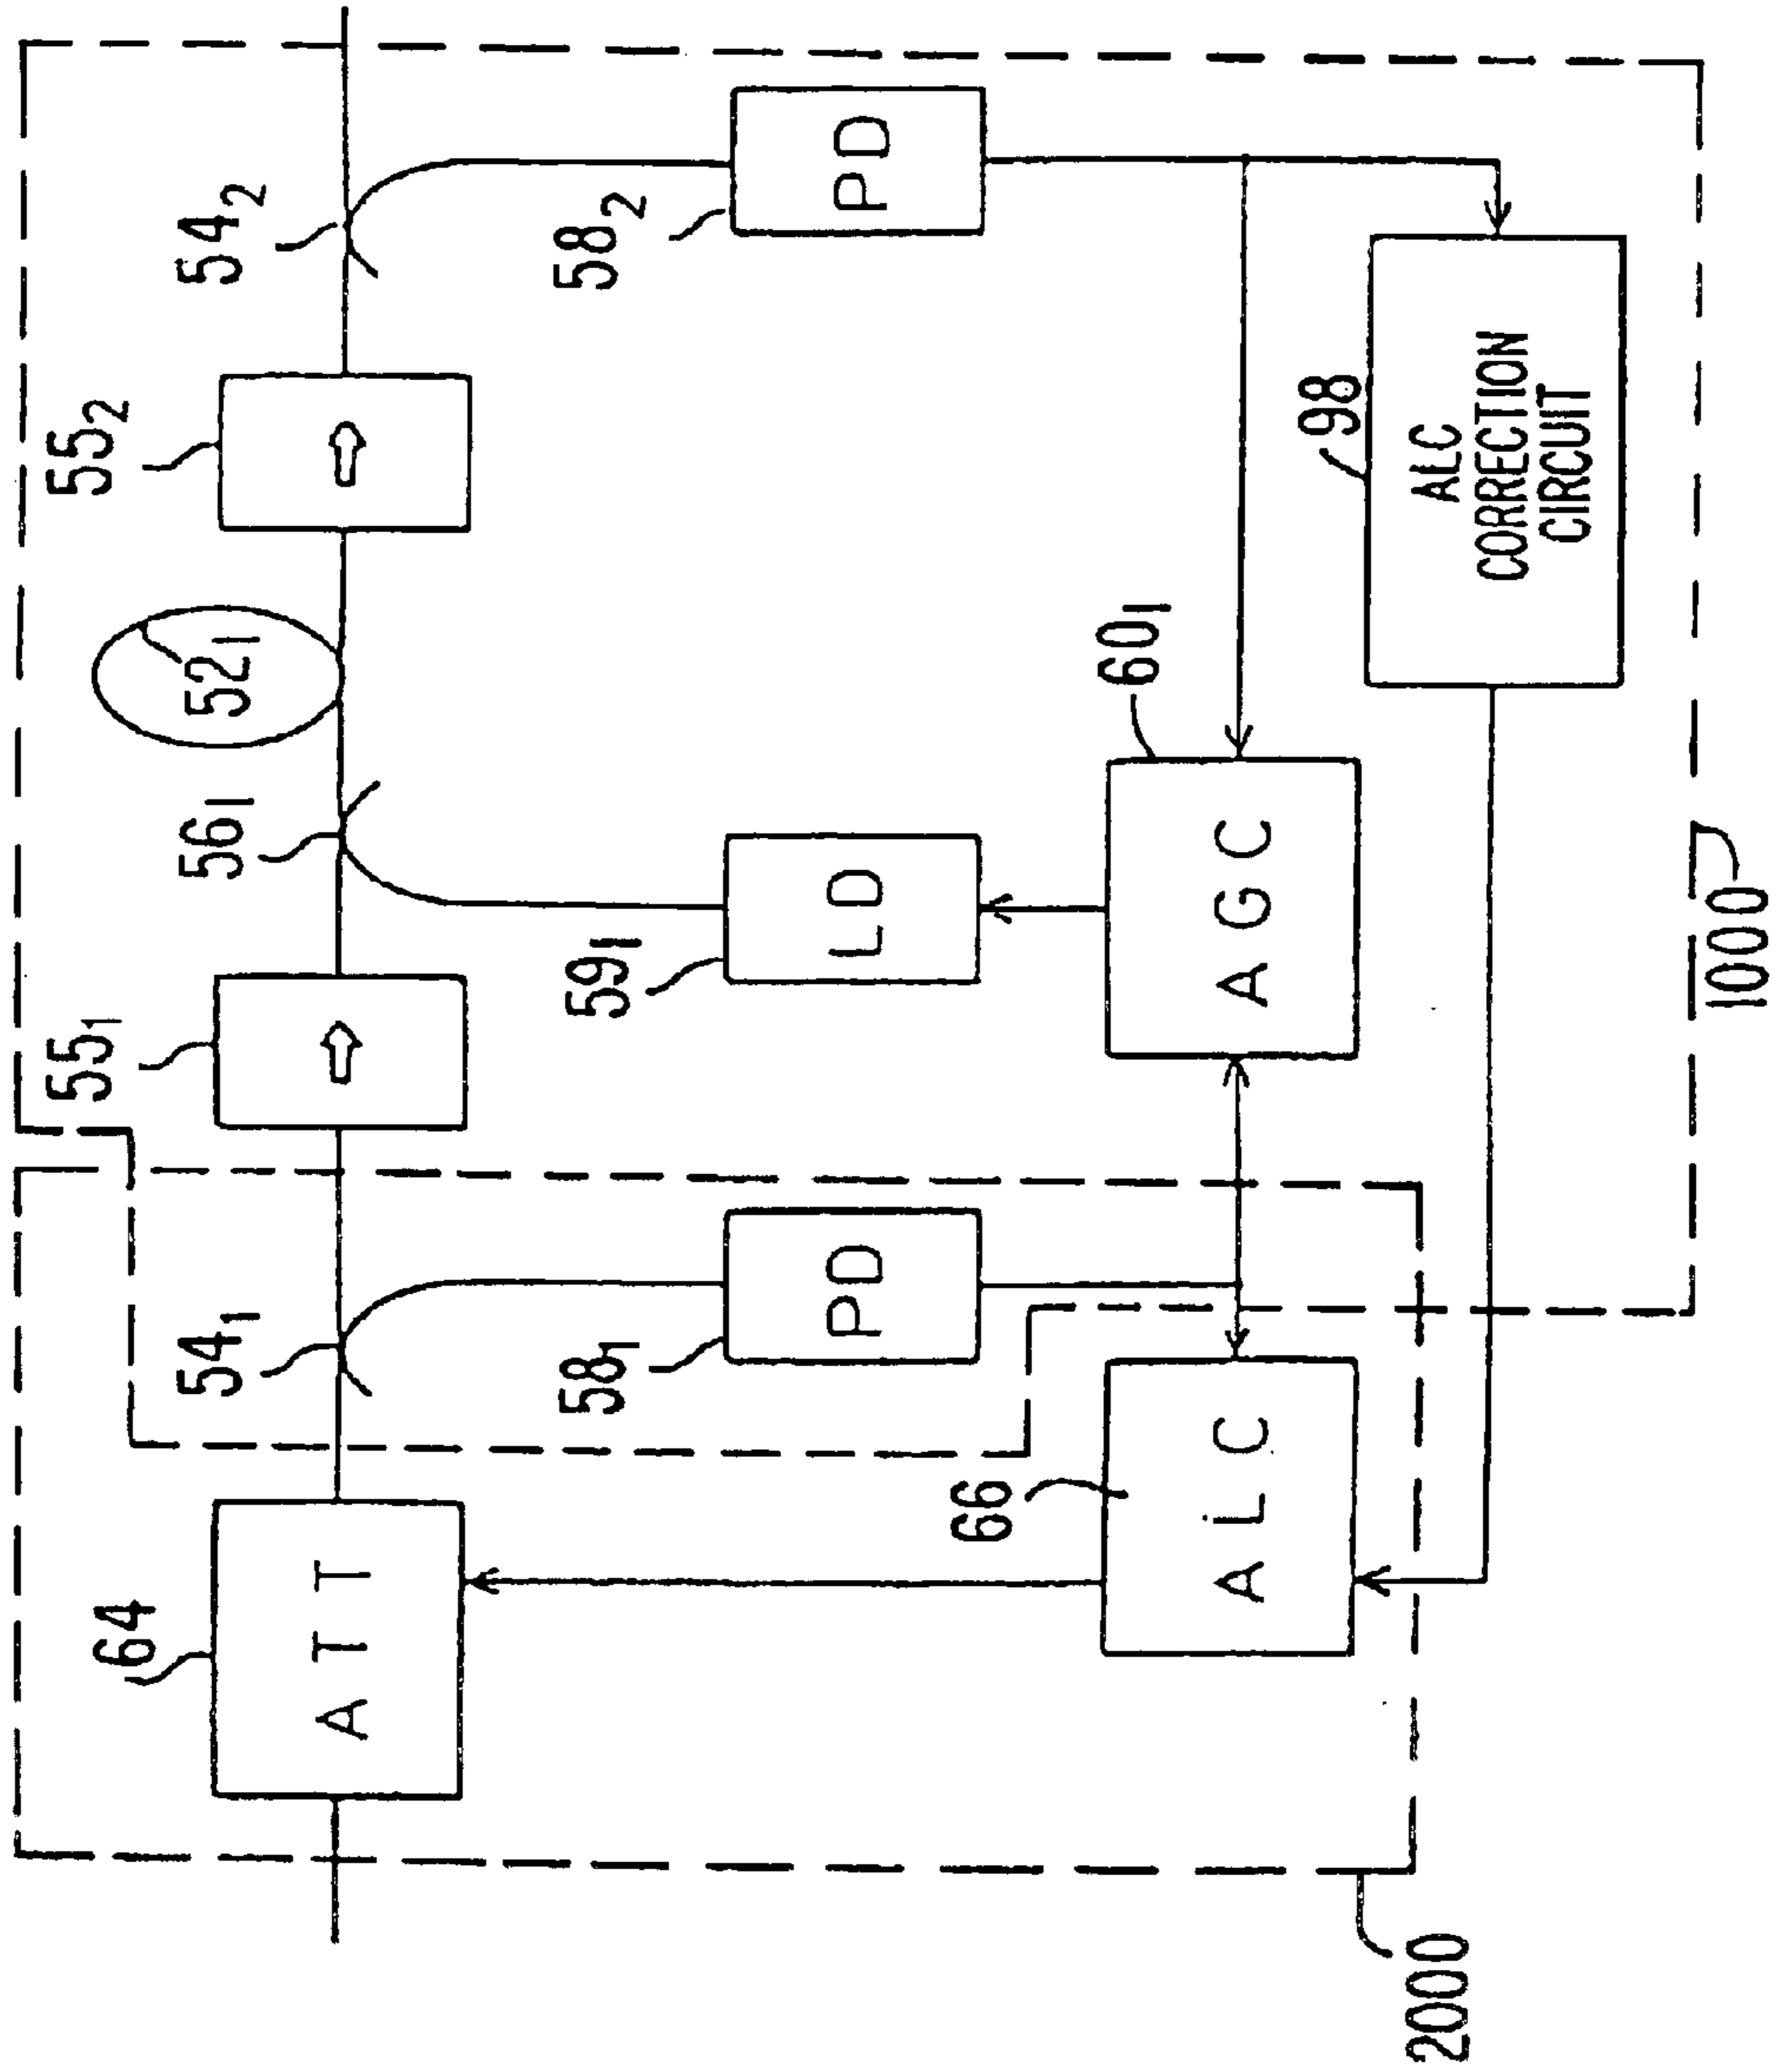 64
ATT
54₁
55₁
56₁
52₁
55₂
54₂
58₁
PD
59₁
LD
58₂
PD
66
ALC
AGC
60₁
98
ALC
CORRECTION
CIRCUIT
2000
1000